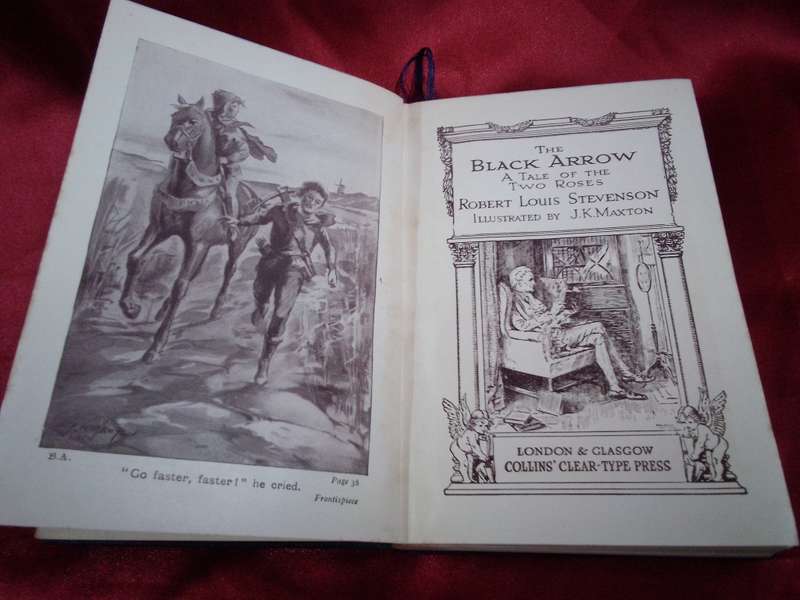 B.A.
Page 38
"Go faster, faster!" he cried.
Frontispiece
THE
BLACK ARROW
A TALE OF THE
TWO ROSES
ROBERT LOUIS STEVENSON
ILLUSTRATED BY J.K.MAXTON
LONDON & GLASGOW
COLLINS' CLEAR-TYPE PRESS